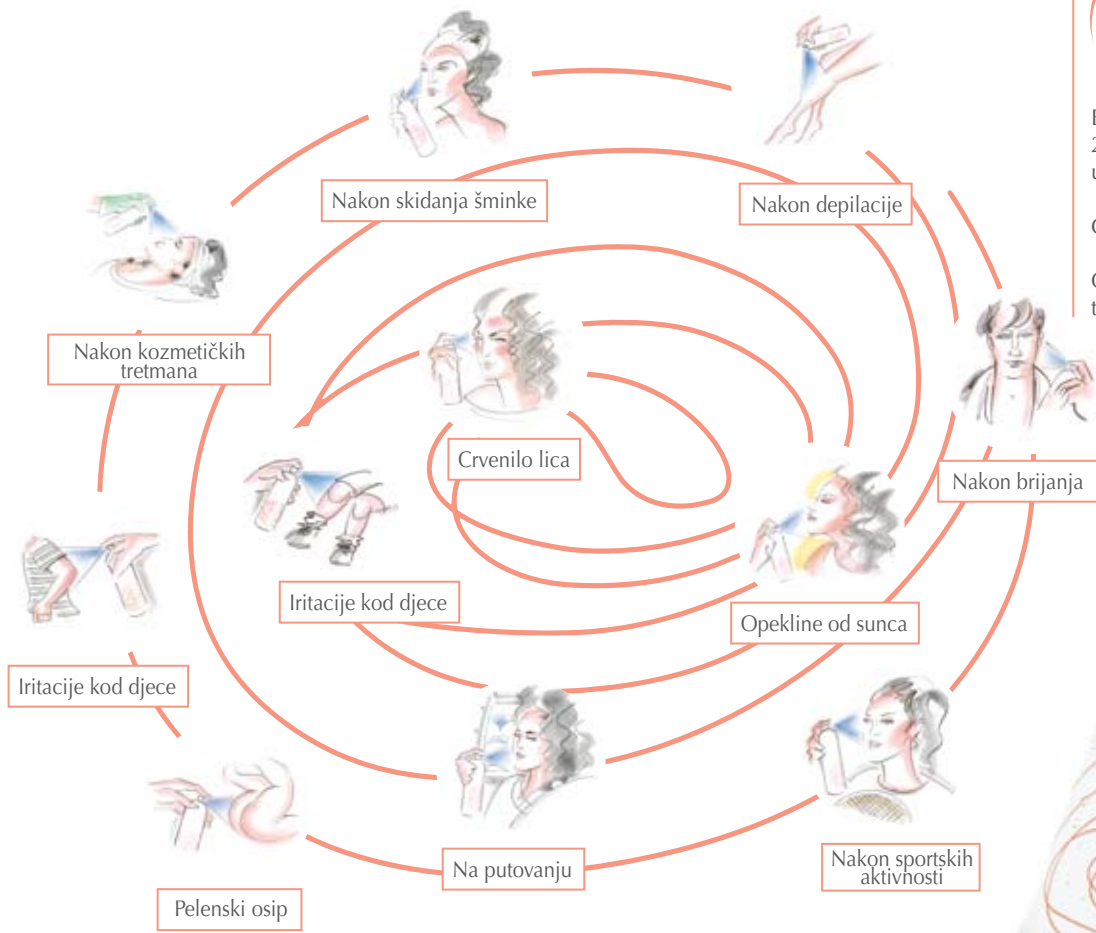 Nakon skidanja šminke
Nakon depilacije
Nakon kozmetičkih
tretmana
Crvenilo lica
Nakon brijanja
Iritacije kod djece
Opekline od sunca
Iritacije kod djece
Na putovanju
Nakon sportskih
aktivnosti
Pelenski osip